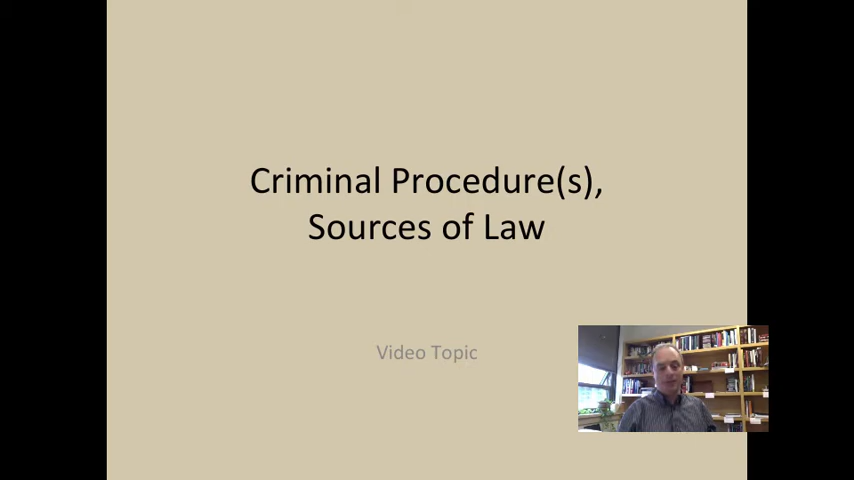 Criminal Procedure(s),
Sources of Law
Video Topic